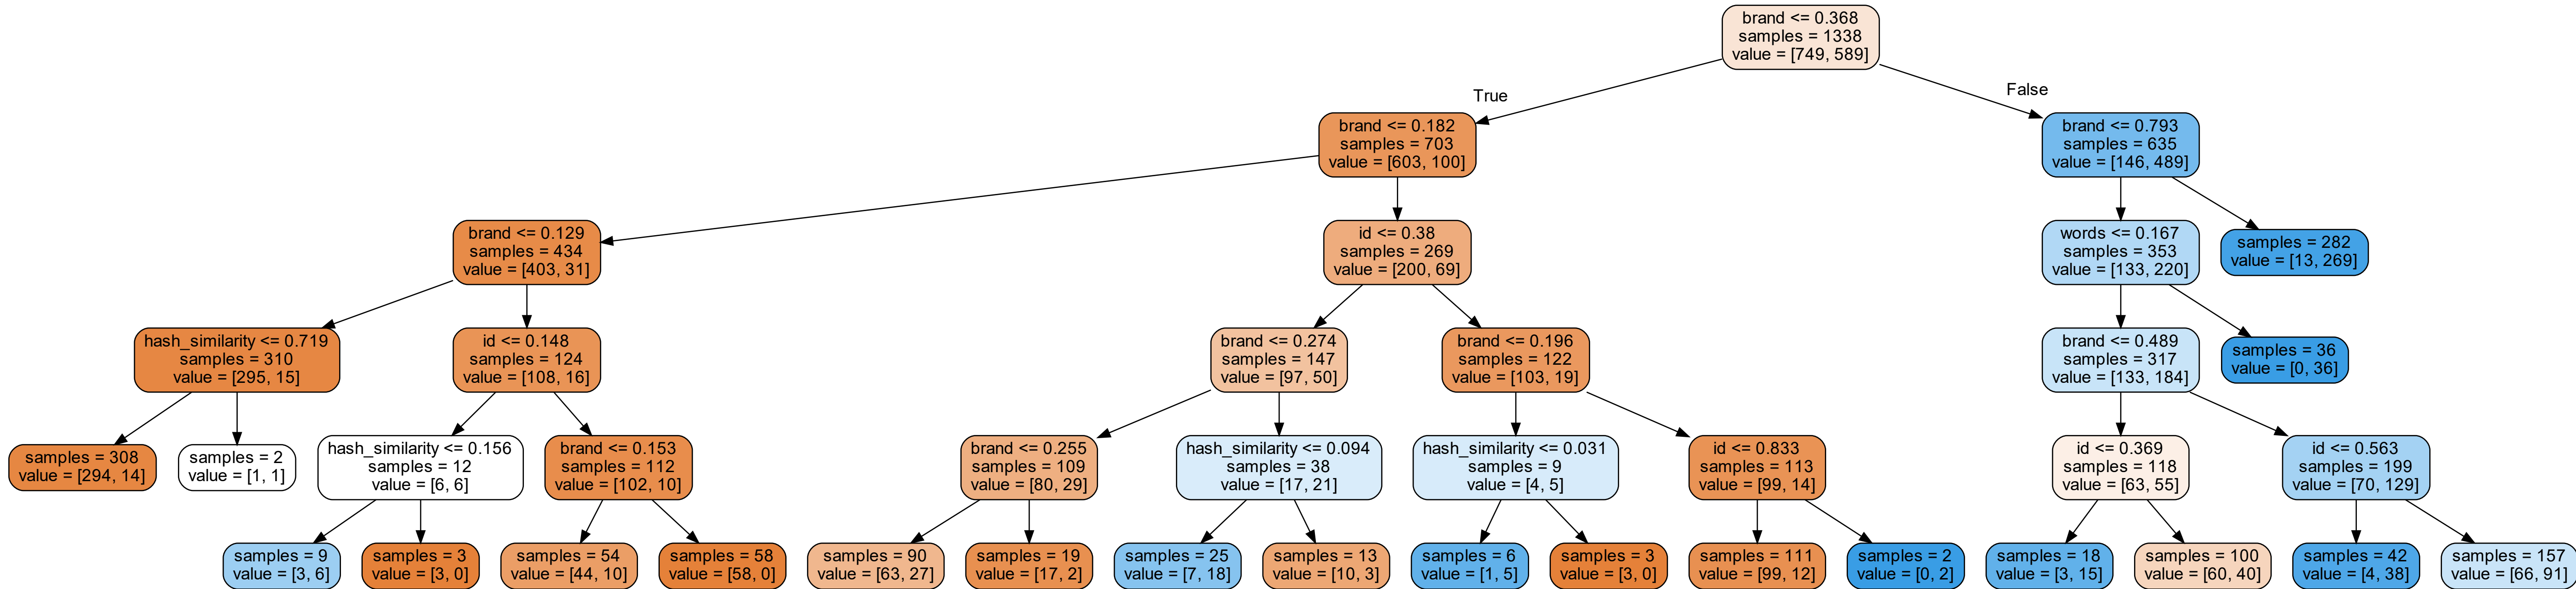 brand <= 0.368
samples = 1338
value = [749, 589]
True
False
brand <= 0.182
samples = 703
value = [603, 100]
brand <= 0.793
samples = 635
value = [146, 489]
brand <= 0.129
samples = 434
value = [403, 31]
id <= 0.38
samples = 269
value = [200, 69]
words <= 0.167
samples = 353
value = [133, 220]
samples = 282
value = [13, 269]
hash_similarity <= 0.719
samples = 310
value = [295, 15]
id <= 0.148
samples = 124
value = [108, 16]
brand <= 0.274
samples = 147
value = [97, 50]
brand <= 0.196
samples = 122
value = [103, 19]
brand <= 0.489
samples = 317
value = [133, 184]
samples = 36
value = [0, 36]
samples = 308
value = [294, 14]
samples = 2
value = [1, 1]
hash_similarity <= 0.156
samples = 12
value = [6, 6]
brand <= 0.153
samples = 112
value = [102, 10]
brand <= 0.255
samples = 109
value = [80, 29]
hash_similarity <= 0.094
samples = 38
value = [17, 21]
hash_similarity <= 0.031
samples = 9
value = [4, 5]
id <= 0.833
samples = 113
value = [99, 14]
id <= 0.369
samples = 118
value = [63, 55]
id <= 0.563
samples = 199
value = [70, 129]
samples = 9
value = [3, 6]
samples = 3
value = [3, 0]
samples = 54
value = [44, 10]
samples = 58
value = [58, 0]
samples = 90
value = [63, 27]
samples = 19
value = [17, 2]
samples = 25
value = [7, 18]
samples = 13
value = [10, 3]
samples = 6
value = [1, 5]
samples = 3
value = [3, 0]
samples = 111
value = [99, 12]
samples = 2
value = [0, 2]
samples = 18
value = [3, 15]
samples = 100
value = [60, 40]
samples = 42
value = [4, 38]
samples = 157
value = [66, 91]